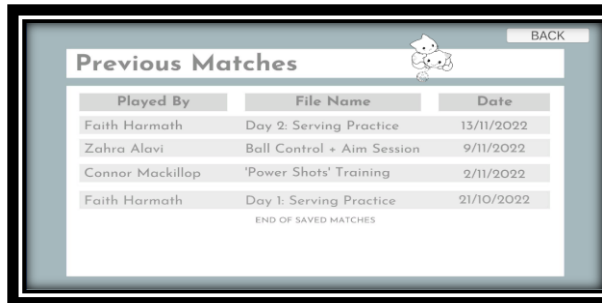 BACK
Previous Matches
Played By File Name Date
Faith Harmath Day 2: Serving Practice 13/11/2022
Zahra Alavi Ball Control + Aim Session 9/11/2022
Connor Mackillop 'Power Shots' Training 2/11/2022
Faith Harmath Day 1: Serving Practice 21/10/2022
END OF SAVED MATCHES